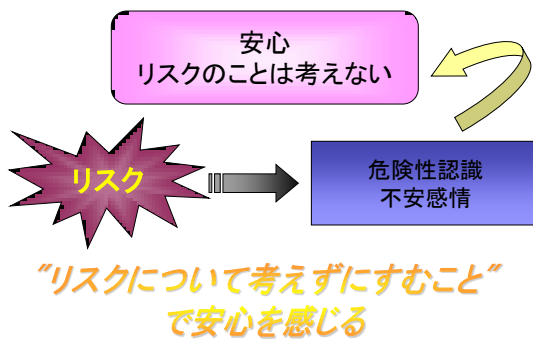 安心
リスクのことは考えない
リスク
危険性認識
不安感情
"リスクについて考えずにすむこと"
で安心を感じる